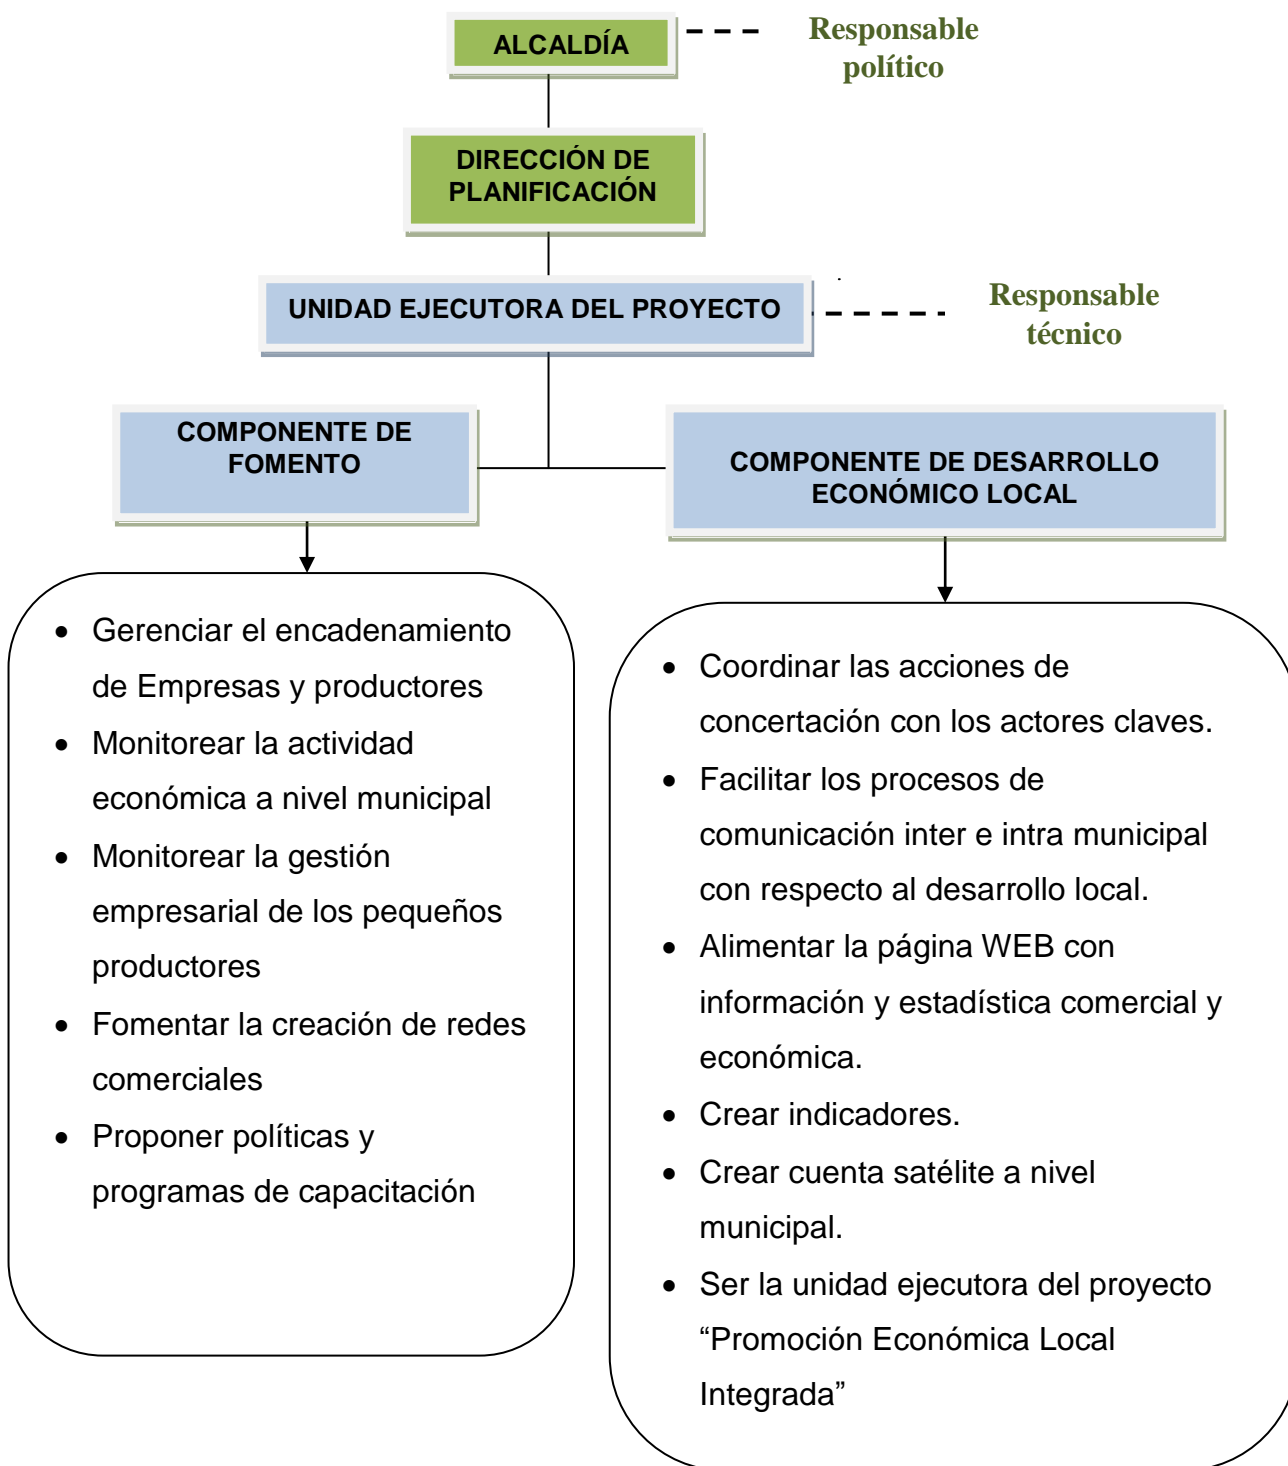 ALCALDÍA
Responsable
político
DIRECCIÓN DE
PLANIFICACIÓN
UNIDAD EJECUTORA DEL PROYECTO
Responsable
técnico
COMPONENTE DE
FOMENTO
COMPONENTE DE DESARROLLO
ECONÓMICO LOCAL
• Gerenciar el encadenamiento
de Empresas y productores
• Monitorear la actividad
económica a nivel municipal
• Monitorear la gestión
empresarial de los pequeños
productores
• Fomentar la creación de redes
comerciales
• Proponer políticas y
programas de capacitación
• Coordinar las acciones de
concertación con los actores claves.
• Facilitar los procesos de
comunicación inter e intra municipal
con respecto al desarrollo local.
• Alimentar la página WEB con
información y estadística comercial y
económica.
• Crear indicadores.
• Crear cuenta satélite a nivel
municipal.
• Ser la unidad ejecutora del proyecto
“Promoción Económica Local
Integrada”